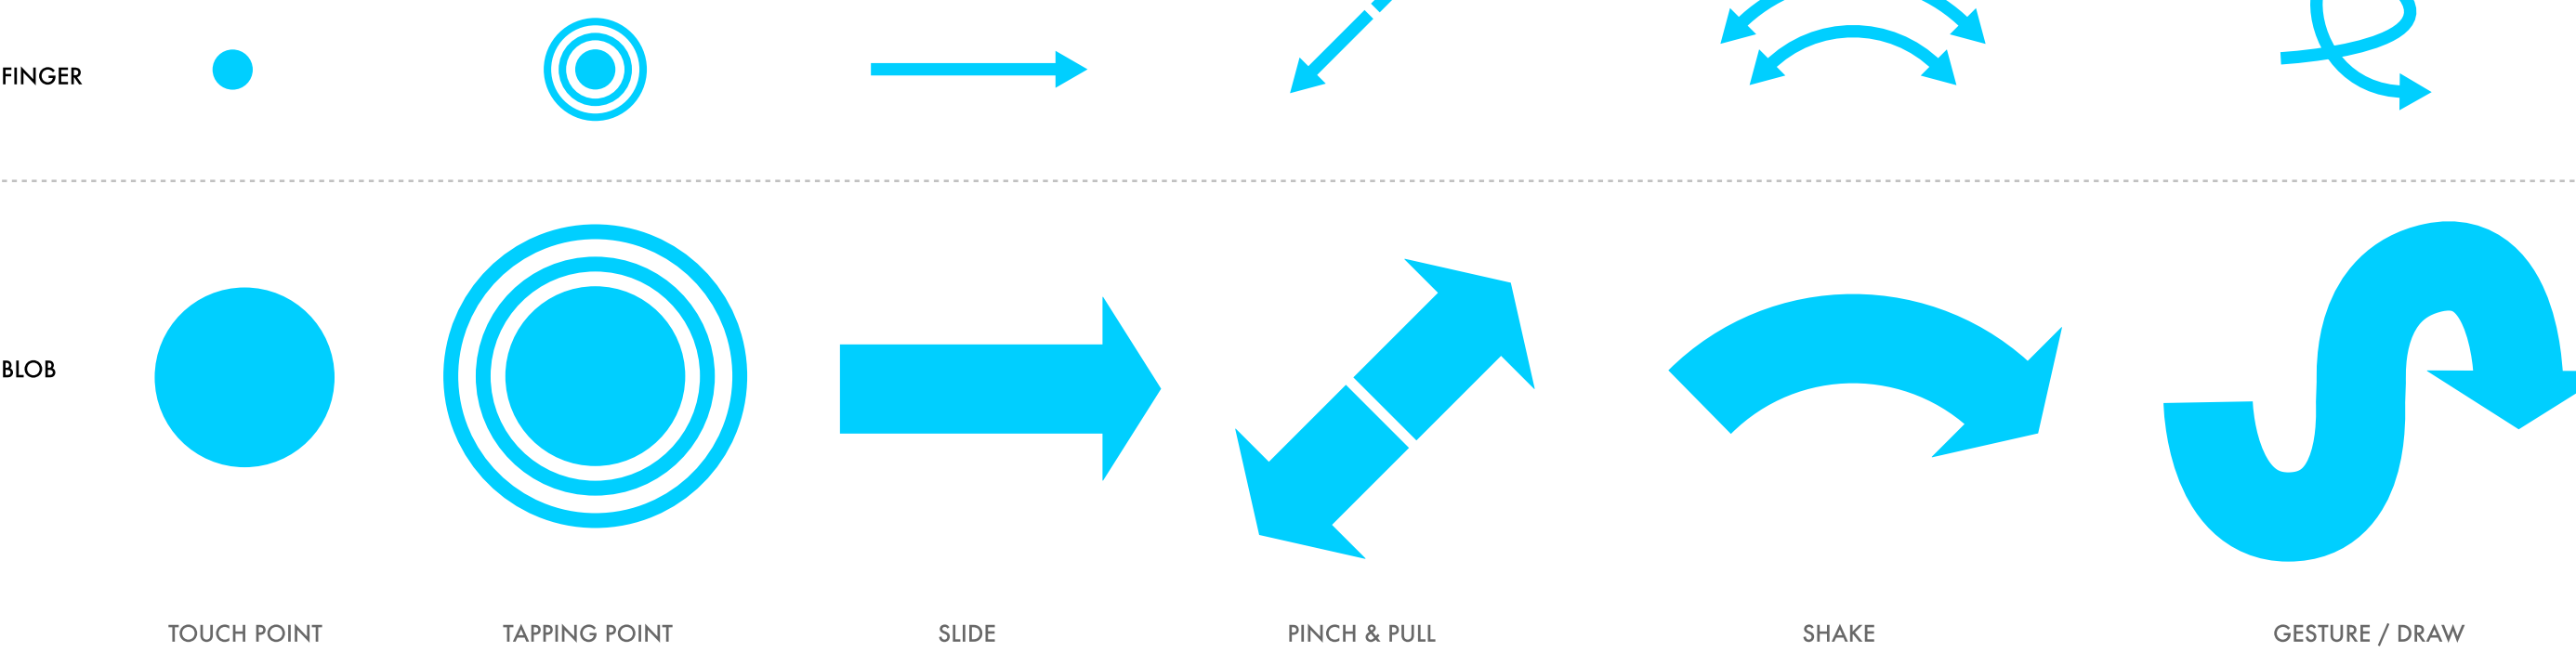 FINGER
BLOB
TOUCH POINT
TAPPING POINT
SLIDE
PINCH & PULL
SHAKE
GESTURE / DRAW